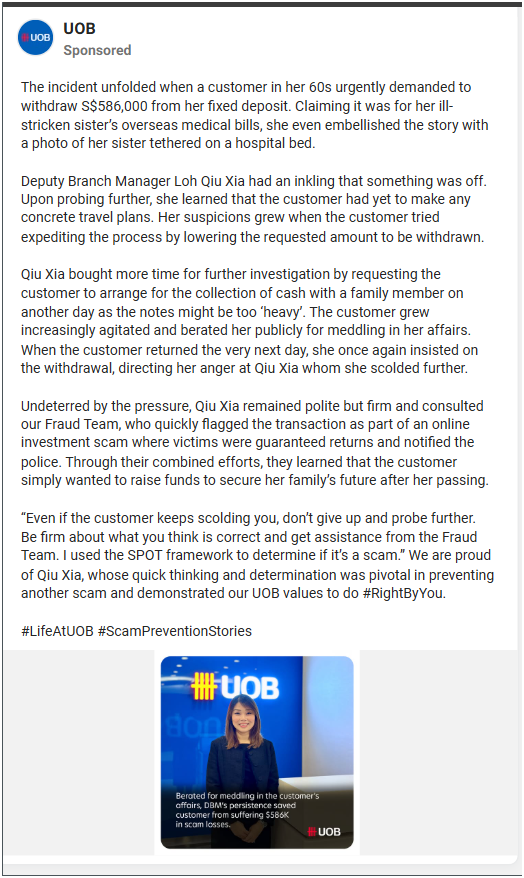 UOB
UOB
Sponsored
The incident unfolded when a customer in her 60s urgently demanded to
withdraw S$586,000 from her fixed deposit. Claiming it was for her ill-
stricken sister’s overseas medical bills, she even embellished the story with
a photo of her sister tethered on a hospital bed.
Deputy Branch Manager Loh Qiu Xia had an inkling that something was off.
Upon probing further, she learned that the customer had yet to make any
concrete travel plans. Her suspicions grew when the customer tried
expediting the process by lowering the requested amount to be withdrawn.
Qiu Xia bought more time for further investigation by requesting the
customer to arrange for the collection of cash with a family member on
another day as the notes might be too ‘heavy’. The customer grew
increasingly agitated and berated her publicly for meddling in her affairs.
When the customer returned the very next day, she once again insisted on
the withdrawal, directing her anger at Qiu Xia whom she scolded further.
Undeterred by the pressure, Qiu Xia remained polite but firm and consulted
our Fraud Team, who quickly flagged the transaction as part of an online
investment scam where victims were guaranteed returns and notified the
police. Through their combined efforts, they learned that the customer
simply wanted to raise funds to secure her family’s future after her passing.
“Even if the customer keeps scolding you, don’t give up and probe further.
Be firm about what you think is correct and get assistance from the Fraud
Team. I used the SPOT framework to determine if it’s a scam.” We are proud
of Qiu Xia, whose quick thinking and determination was pivotal in preventing
another scam and demonstrated our UOB values to do #RightByYou.
#LifeAtUOB #ScamPreventionStories
UOB
Berated for meddling in the customer's
affairs, DBM's persistence saved
customer from suffering $586K
in scam losses.
UOB